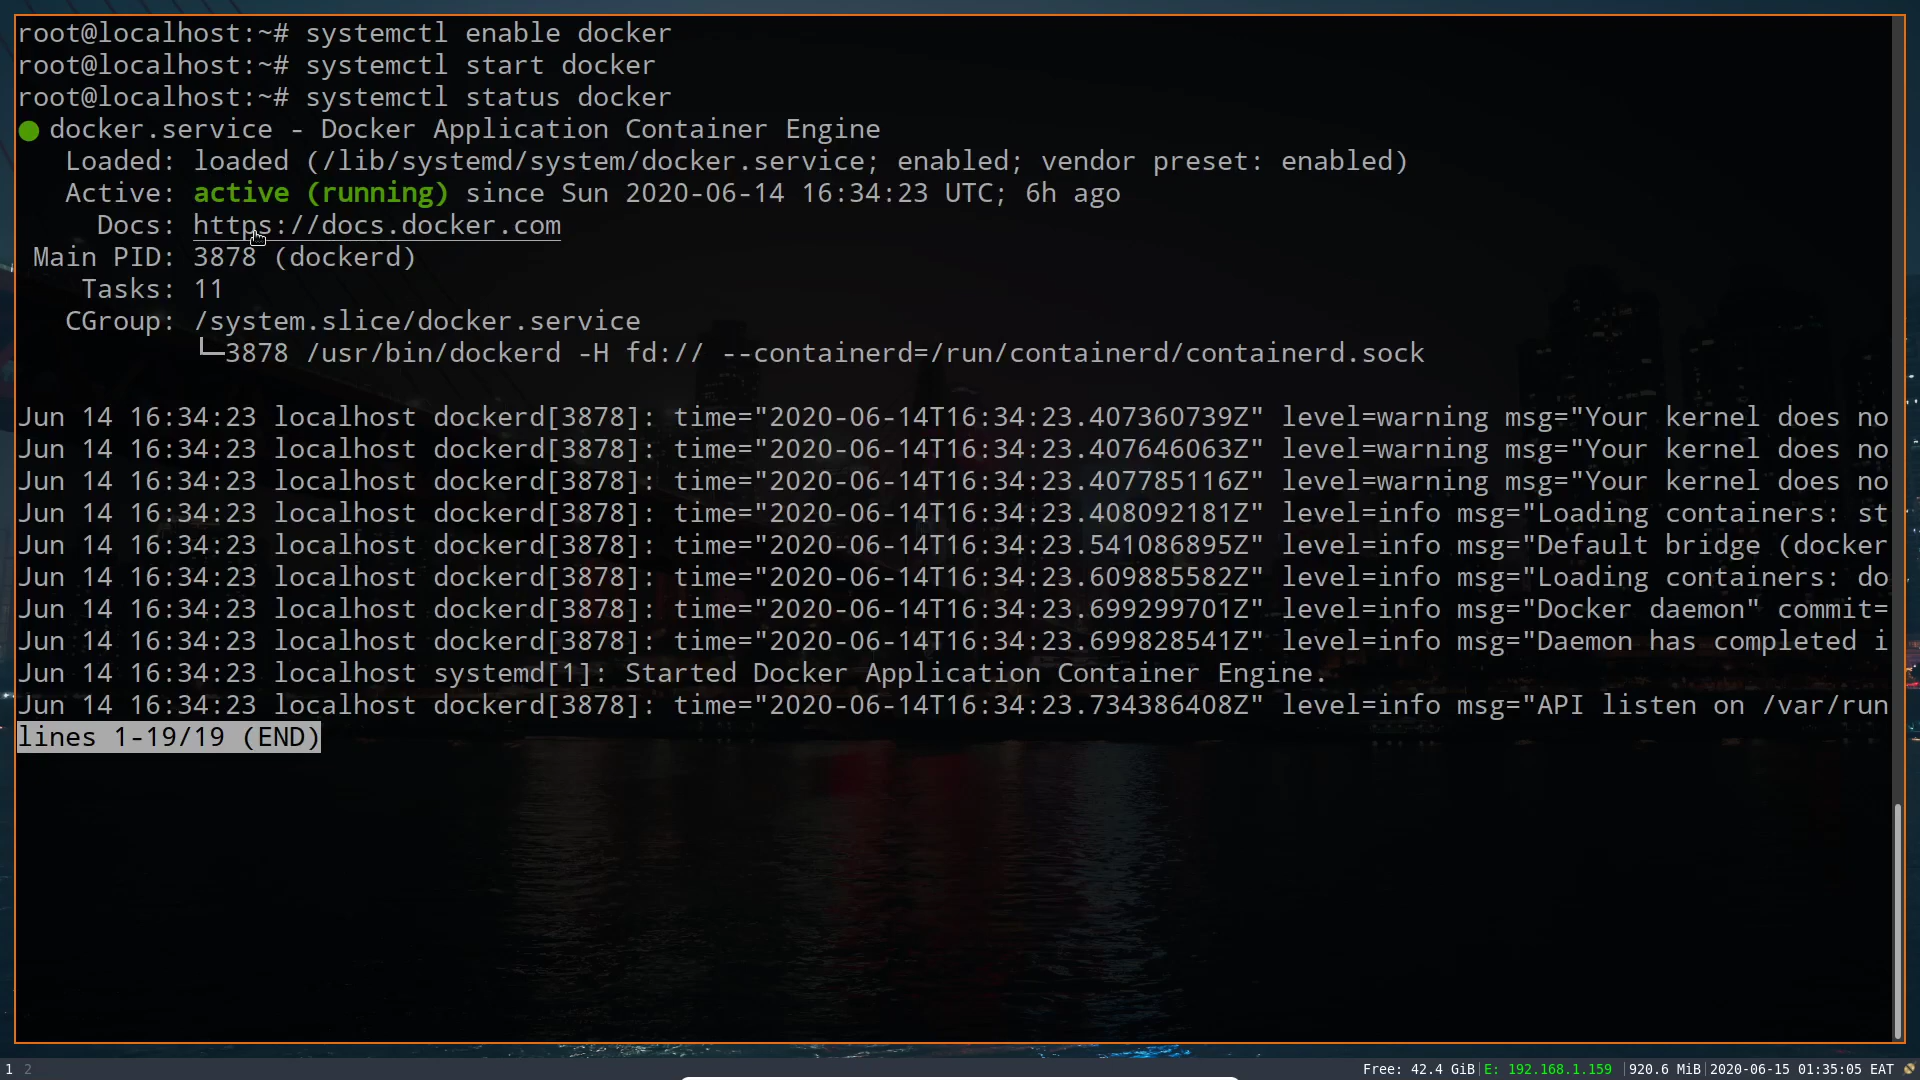 root@localhost:~# systemctl enable docker
root@localhost:~# systemctl start docker
root@localhost:~# systemctl status docker
● docker.service - Docker Application Container Engine
   Loaded: loaded (/lib/systemd/system/docker.service; enabled; vendor preset: enabled)
   Active: active (running) since Sun 2020-06-14 16:34:23 UTC; 6h ago
     Docs: https://docs.docker.com
 Main PID: 3878 (dockerd)
    Tasks: 11
   CGroup: /system.slice/docker.service
           └─3878 /usr/bin/dockerd -H fd:// --containerd=/run/containerd/containerd.sock
Jun 14 16:34:23 localhost dockerd[3878]: time="2020-06-14T16:34:23.407360739Z" level=warning msg="Your kernel does no
Jun 14 16:34:23 localhost dockerd[3878]: time="2020-06-14T16:34:23.407646063Z" level=warning msg="Your kernel does no
Jun 14 16:34:23 localhost dockerd[3878]: time="2020-06-14T16:34:23.407785116Z" level=warning msg="Your kernel does no
Jun 14 16:34:23 localhost dockerd[3878]: time="2020-06-14T16:34:23.408092181Z" level=info msg="Loading containers: st
Jun 14 16:34:23 localhost dockerd[3878]: time="2020-06-14T16:34:23.541086895Z" level=info msg="Default bridge (docker
Jun 14 16:34:23 localhost dockerd[3878]: time="2020-06-14T16:34:23.609885582Z" level=info msg="Loading containers: do
Jun 14 16:34:23 localhost dockerd[3878]: time="2020-06-14T16:34:23.699299701Z" level=info msg="Docker daemon" commit=
Jun 14 16:34:23 localhost dockerd[3878]: time="2020-06-14T16:34:23.699828541Z" level=info msg="Daemon has completed i
Jun 14 16:34:23 localhost systemd[1]: Started Docker Application Container Engine.
Jun 14 16:34:23 localhost dockerd[3878]: time="2020-06-14T16:34:23.734386408Z" level=info msg="API listen on /var/run
lines 1-19/19 (END)
1 2 Free: 42.4 GiB|E: 192.168.1.159 |920.6 MiB|2020-06-15 01:35:05 EAT